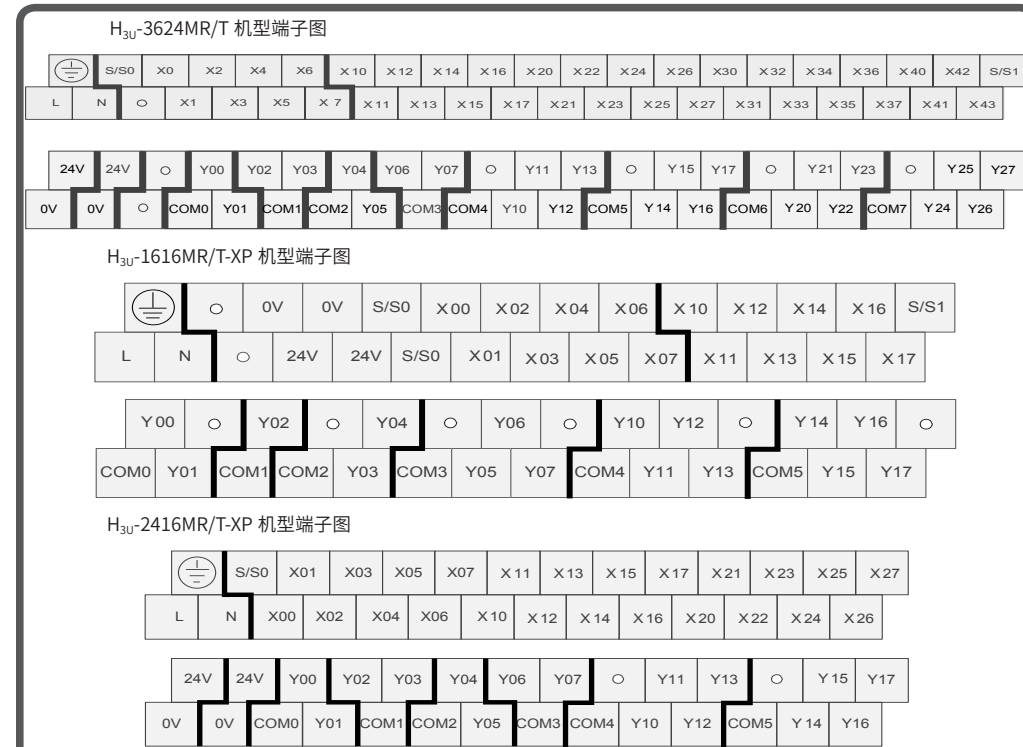 H3U-3624MR/T 机型端子图
S/S0 X0 X2 X4 X6 X10 X12 X14 X16 X20 X22 X24 X26 X30 X32 X34 X36 X40 X42 S/S1
L N X1 X3 X5 X7 X11 X13 X15 X17 X21 X23 X25 X27 X31 X33 X35 X37 X41 X43
24V 24V Y00 Y02 Y03 Y04 Y06 Y07 Y11 Y13 Y15 Y17 Y21 Y23 Y25 Y27
0V 0V COM0 Y01 COM1 COM2 Y05 COM3 COM4 Y10 Y12 COM5 Y14 Y16 COM6 Y20 Y22 COM7 Y24 Y26
H3U-1616MR/T-XP 机型端子图
0V 0V S/S0 X00 X02 X04 X06 X10 X12 X14 X16 S/S1
L N 24V 24V S/S0 X01 X03 X05 X07 X11 X13 X15 X17
Y00 Y02 Y04 Y06 Y10 Y12 Y14 Y16
COM0 Y01 COM1 COM2 Y03 COM3 Y05 Y07 COM4 Y11 Y13 COM5 Y15 Y17
H3U-2416MR/T-XP 机型端子图
S/S0 X01 X03 X05 X07 X11 X13 X15 X17 X21 X23 X25 X27
L N X00 X02 X04 X06 X10 X12 X14 X16 X20 X22 X24 X26
24V 24V Y00 Y02 Y03 Y04 Y06 Y07 Y11 Y13 Y15 Y17
0V 0V COM0 Y01 COM1 COM2 Y05 COM3 COM4 Y10 Y12 COM5 Y14 Y16